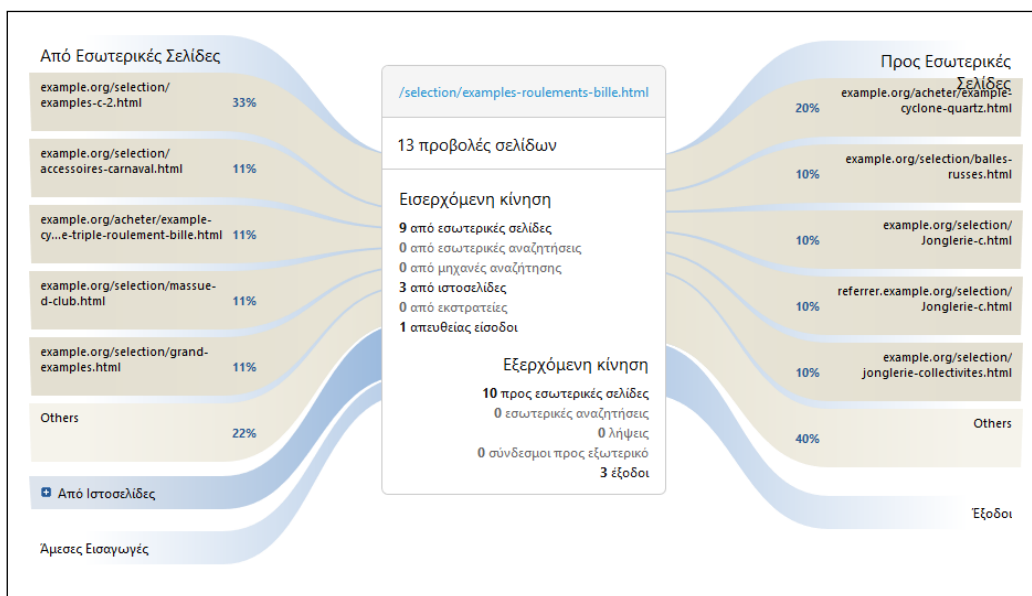 Από Εσωτερικές Σελίδες
example.org/selection/
examples-c-2.html
33%
example.org/selection/
accessoires-carnaval.html
11%
example.org/acheter/example-
cy...e-triple-roulement-bille.html
11%
example.org/selection/massue-
d-club.html
11%
example.org/selection/grand-
examples.html
11%
Others
22%
Από Ιστοσελίδες
Άμεσες Εισαγωγές
/selection/examples-roulements-bille.html
13 προβολές σελίδων
Εισερχόμενη κίνηση
9 από εσωτερικές σελίδες
0 από εσωτερικές αναζητήσεις
0 από μηχανές αναζήτησης
3 από ιστοσελίδες
0 από εκστρατείες
1 απευθείας είσοδοι
Εξερχόμενη κίνηση
10 προς εσωτερικές σελίδες
0 εσωτερικές αναζητήσεις
0 λήψεις
0 σύνδεσμοι προς εξωτερικό
3 έξοδοι
Προς Εσωτερικές
Σελίδες
example.org/acheter/example-
cyclone-quartz.html
20%
example.org/selection/balles-
russes.html
10%
example.org/selection/
Jonglerie-c.html
10%
referrer.example.org/selection/
Jonglerie-c.html
10%
example.org/selection/
jonglerie-collectivites.html
10%
Others
40%
Έξοδοι